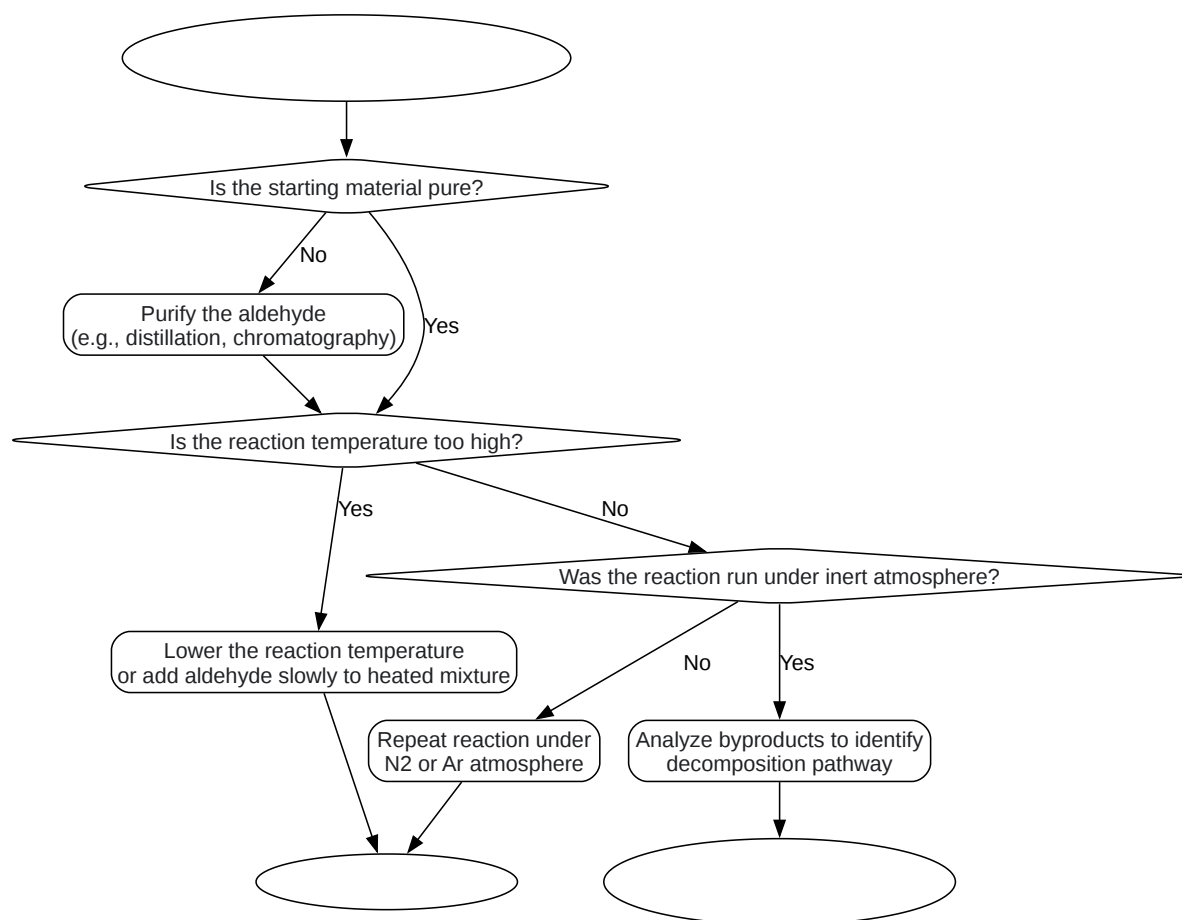 Is the starting material pure?
No
Purify the aldehyde
(e.g., distillation, chromatography)
Yes
Is the reaction temperature too high?
Yes
No
Was the reaction run under inert atmosphere?
Lower the reaction temperature
or add aldehyde slowly to heated mixture
No
Yes
Repeat reaction under
N2 or Ar atmosphere
Analyze byproducts to identify
decomposition pathway